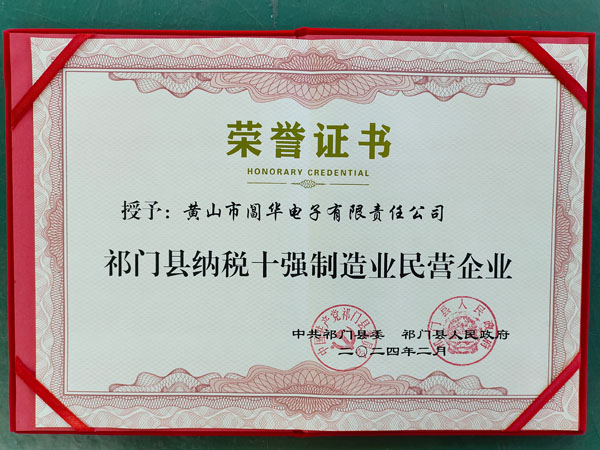 荣誉证书
HONORARY CREDENTIAL
授予：黄山市阊华电子有限责任公司
祁门县纳税十强制造业民营企业
中共祁门县委 祁门县人民政府
二〇二四年二月